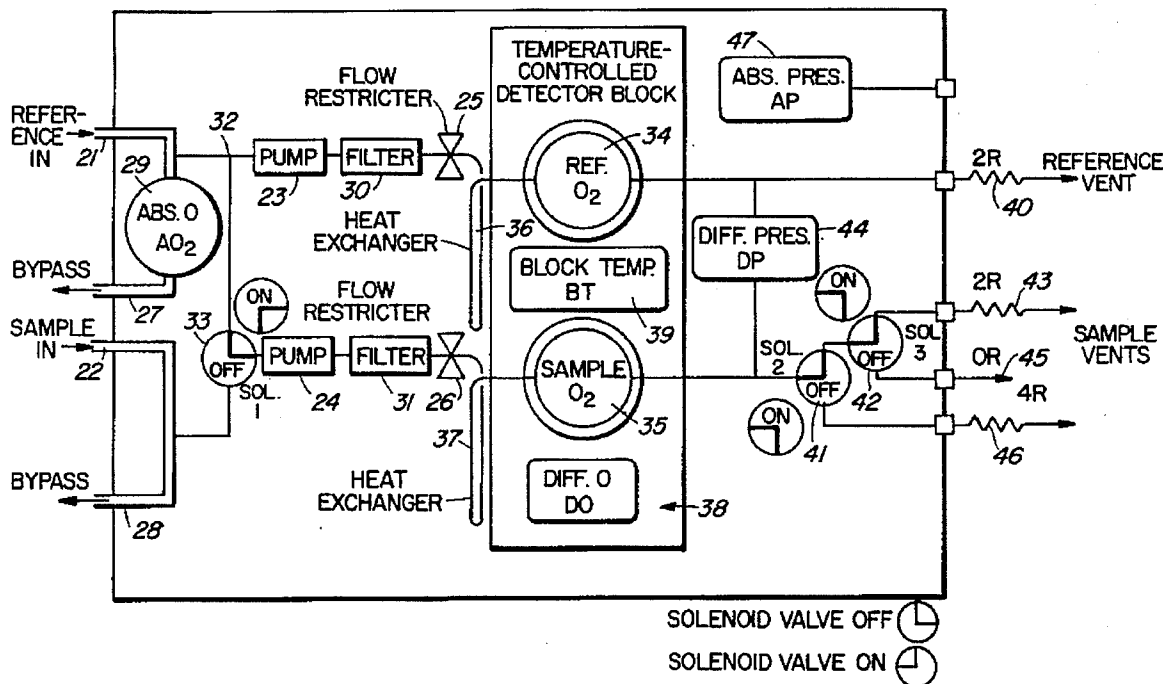 TEMPERATURE-
CONTROLLED
DETECTOR BLOCK
47
ABS. PRES.
AP
FLOW
RESTRICTER
25
REFER-
ENCE
IN
21
29
32
PUMP
23
FILTER
30
34
REF.
O2
2R
REFERENCE
VENT
40
ABS. O
AO2
36
HEAT
EXCHANGER
DIFF. PRES.
DP
44
BYPASS
27
BLOCK TEMP.
BT
39
ON
FLOW
RESTRICTER
ON
2R
43
SAMPLE
IN
22
33
OFF
SOL.
1
PUMP
24
FILTER
31
26
SAMPLE
O2
35
SOL.
2
OFF
41
OFF
42
SOL
3
SAMPLE
VENTS
OR
45
4R
46
ON
37
HEAT
EXCHANGER
DIFF. O
DO
38
BYPASS
28
SOLENOID VALVE OFF
SOLENOID VALVE ON